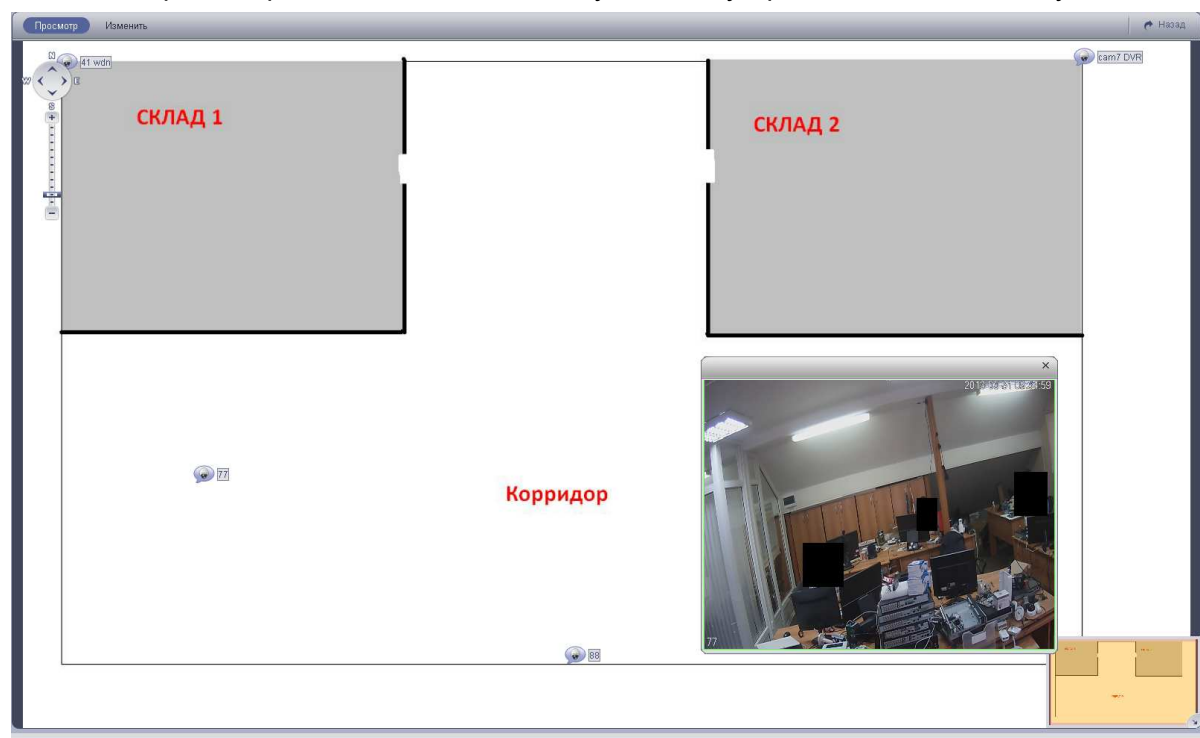 Просмотр Изменить Назад
N 41 wdn cam7 DVR
W E
S
СКЛАД 1 СКЛАД 2
77
Корридор
77
88